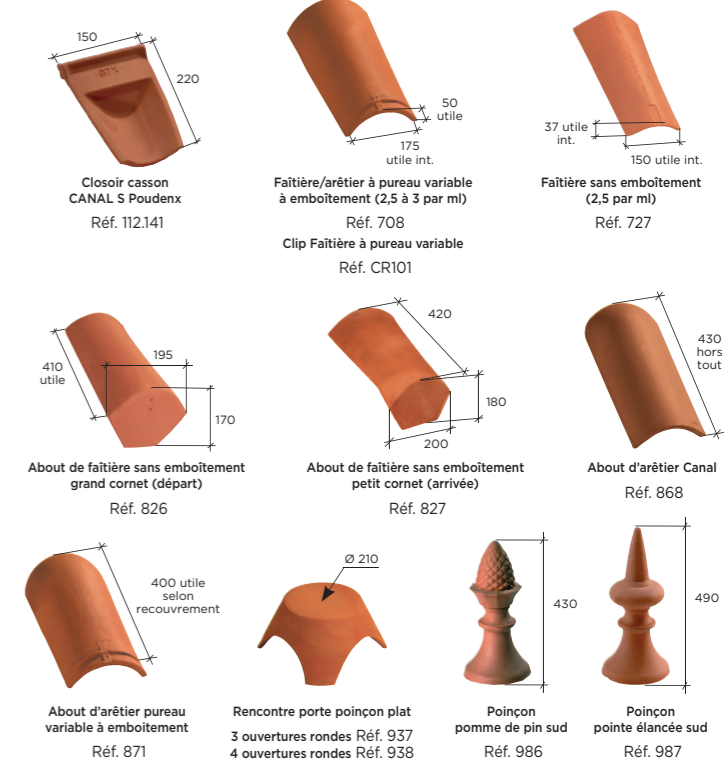 150
220
Closoir casson
CANAL S Poudenx
Réf. 112.141
50
utile
175
utile int.
Faîtière/arêtier à pureau variable
à emboîtement (2,5 à 3 par ml)
Réf. 708
Clip Faîtière à pureau variable
Réf. CR101
37 utile
int.
150 utile int.
Faîtière sans emboîtement
(2,5 par ml)
Réf. 727
410
utile
195
170
About de faîtière sans emboîtement
grand cornet (départ)
Réf. 826
420
180
200
About de faîtière sans emboîtement
petit cornet (arrivée)
Réf. 827
430
hors
tout
About d'arêtier Canal
Réf. 868
400 utile
selon
recouvrement
About d'arêtier pureau
variable à emboitement
Réf. 871
Ø 210
Rencontre porte poinçon plat
3 ouvertures rondes Réf. 937
4 ouvertures rondes Réf. 938
430
Poinçon
pomme de pin sud
Réf. 986
490
Poinçon
pointe élancée sud
Réf. 987